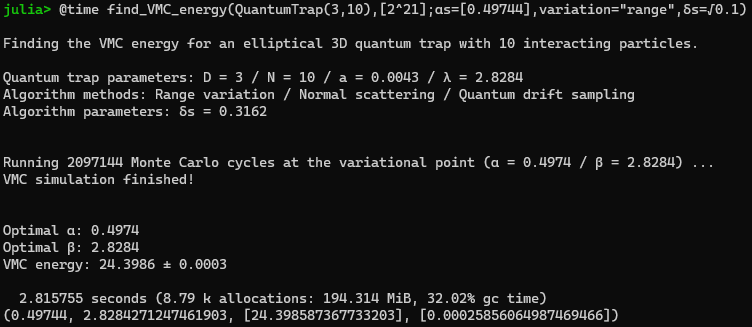 julia> @time find_VMC_energy(QuantumTrap(3,10),[2^21];αs=[0.49744],variation="range",δs=√0.1)
Finding the VMC energy for an elliptical 3D quantum trap with 10 interacting particles.
Quantum trap parameters: D = 3 / N = 10 / a = 0.0043 / λ = 2.8284
Algorithm methods: Range variation / Normal scattering / Quantum drift sampling
Algorithm parameters: δs = 0.3162
Running 2097144 Monte Carlo cycles at the variational point (α = 0.4974 / β = 2.8284) ...
VMC simulation finished!
Optimal α: 0.4974
Optimal β: 2.8284
VMC energy: 24.3986 ± 0.0003
2.815755 seconds (8.79 k allocations: 194.314 MiB, 32.02% gc time)
(0.49744, 2.8284271247461903, [24.398587367733203], [0.00025856064987469466])